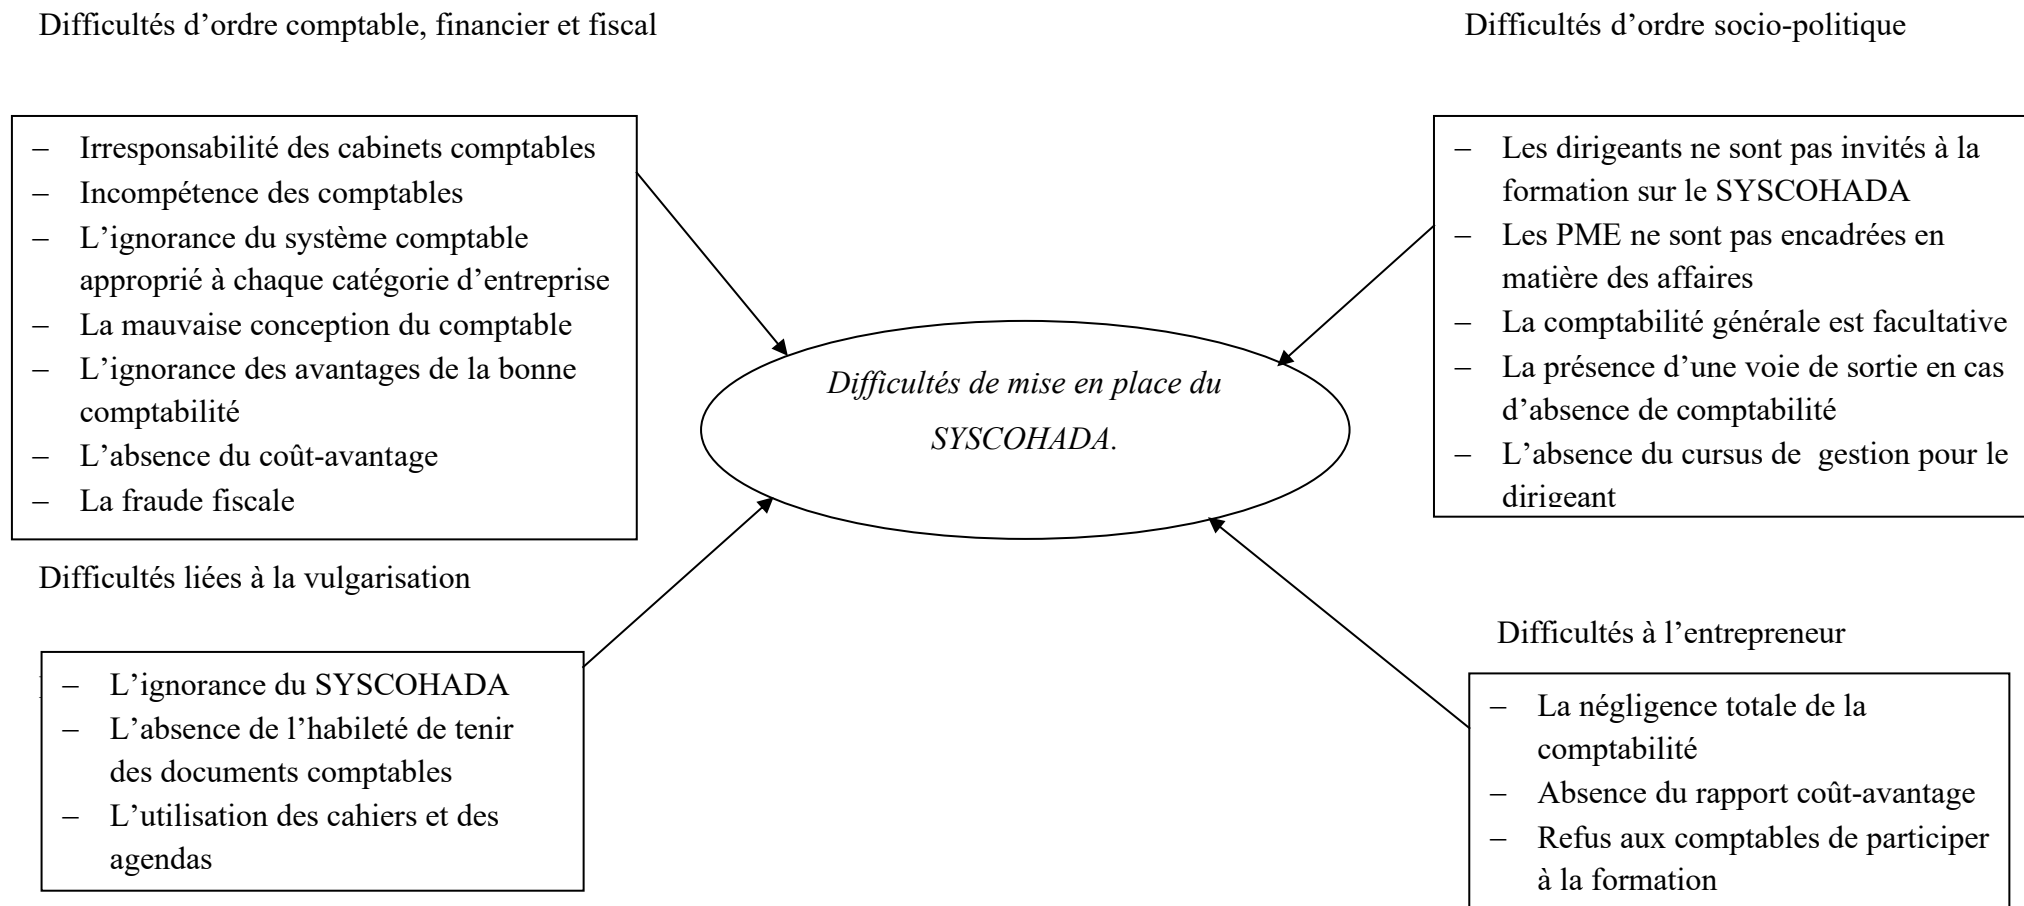 Difficultés d’ordre comptable, financier et fiscal
Difficultés d’ordre socio-politique
– Irresponsabilité des cabinets comptables
– Incompétence des comptables
– L’ignorance du système comptable
approprié à chaque catégorie d’entreprise
– La mauvaise conception du comptable
– L’ignorance des avantages de la bonne
comptabilité
– L’absence du coût-avantage
– La fraude fiscale
– Les dirigeants ne sont pas invités à la
formation sur le SYSCOHADA
– Les PME ne sont pas encadrées en
matière des affaires
– La comptabilité générale est facultative
– La présence d’une voie de sortie en cas
d’absence de comptabilité
– L’absence du cursus de gestion pour le
dirigeant
Difficultés de mise en place du
SYSCOHADA.
Difficultés liées à la vulgarisation
– L’ignorance du SYSCOHADA
– L’absence de l’habileté de tenir
des documents comptables
– L’utilisation des cahiers et des
agendas
Difficultés à l’entrepreneur
– La négligence totale de la
comptabilité
– Absence du rapport coût-avantage
– Refus aux comptables de participer
à la formation